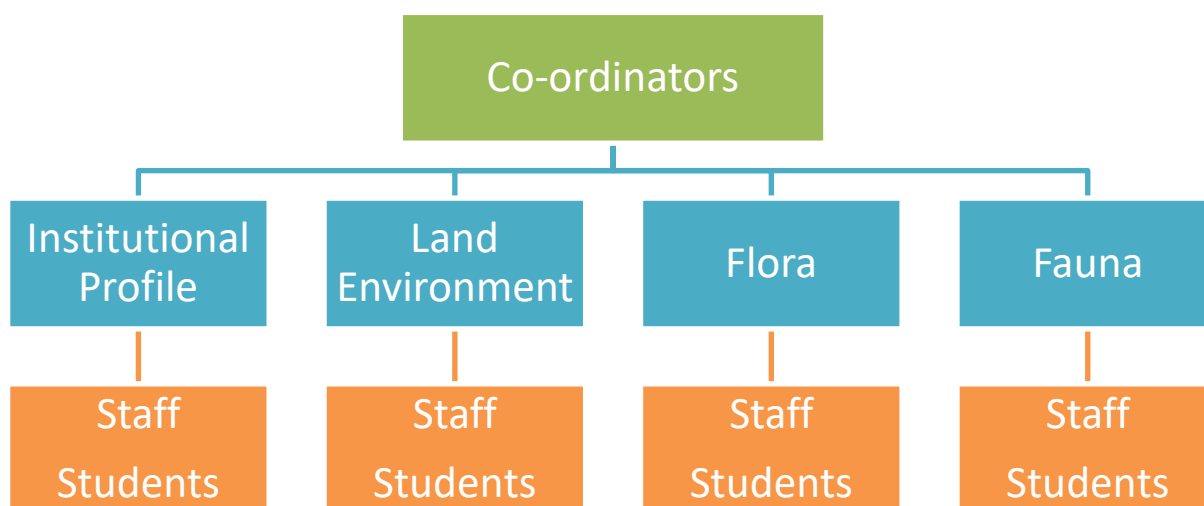 Co-ordinators
Institutional
Profile
Land
Environment
Flora
Fauna
Staff
Students
Staff
Students
Staff
Students
Staff
Students